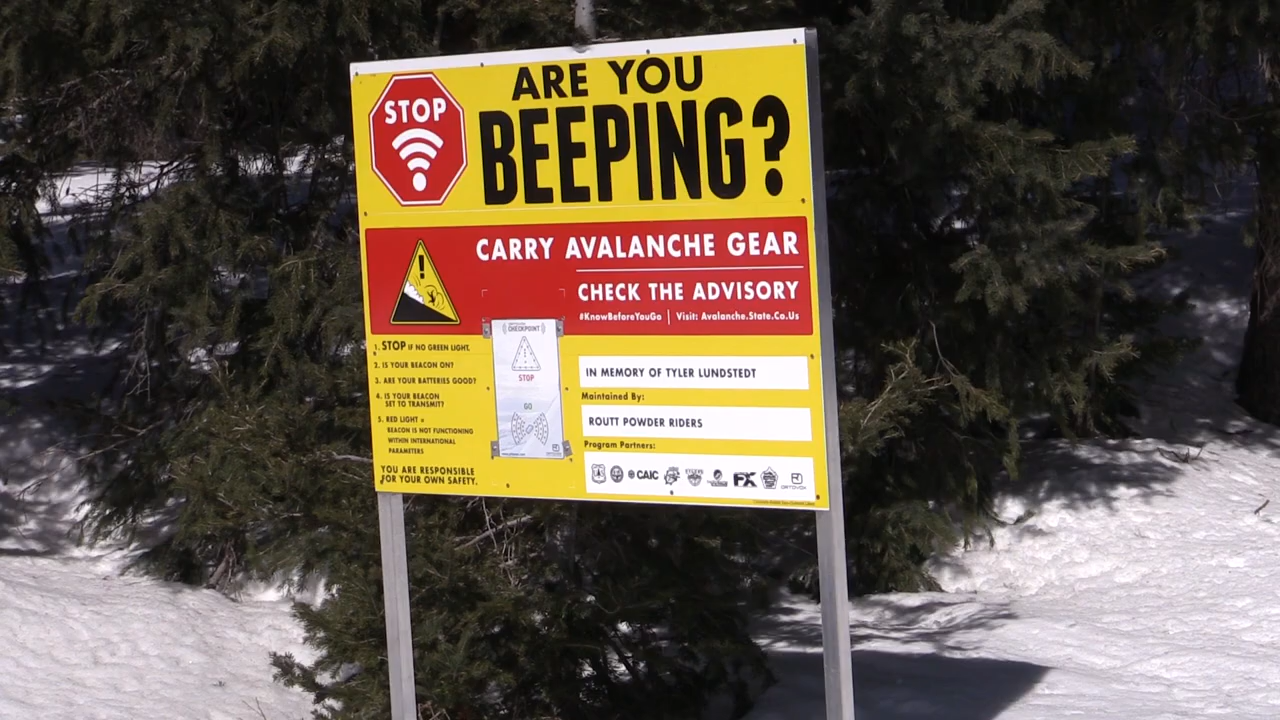 STOP
ARE YOU
BEEPING?
CARRY AVALANCHE GEAR
CHECK THE ADVISORY
#KnowBeforeYouGo | Visit: Avalanche.State.Co.Us
1. STOP IF NO GREEN LIGHT.
2. IS YOUR BEACON ON?
3. ARE YOUR BATTERIES GOOD?
4. IS YOUR BEACON
SET TO TRANSMIT?
5. RED LIGHT =
BEACON IS NOT FUNCTIONING
WITHIN INTERNATIONAL
PARAMETERS
YOU ARE RESPONSIBLE
FOR YOUR OWN SAFETY.
CHECKPOINT
STOP
GO
IN MEMORY OF TYLER LUNDSTEDT
Maintained By:
ROUTT POWDER RIDERS
Program Partners:
CAIC
FX
ORTOVOX